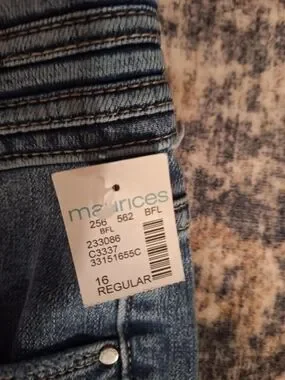 maurices
256 562 BFL
BFL
233086
C3337
33151655C
16
REGULAR